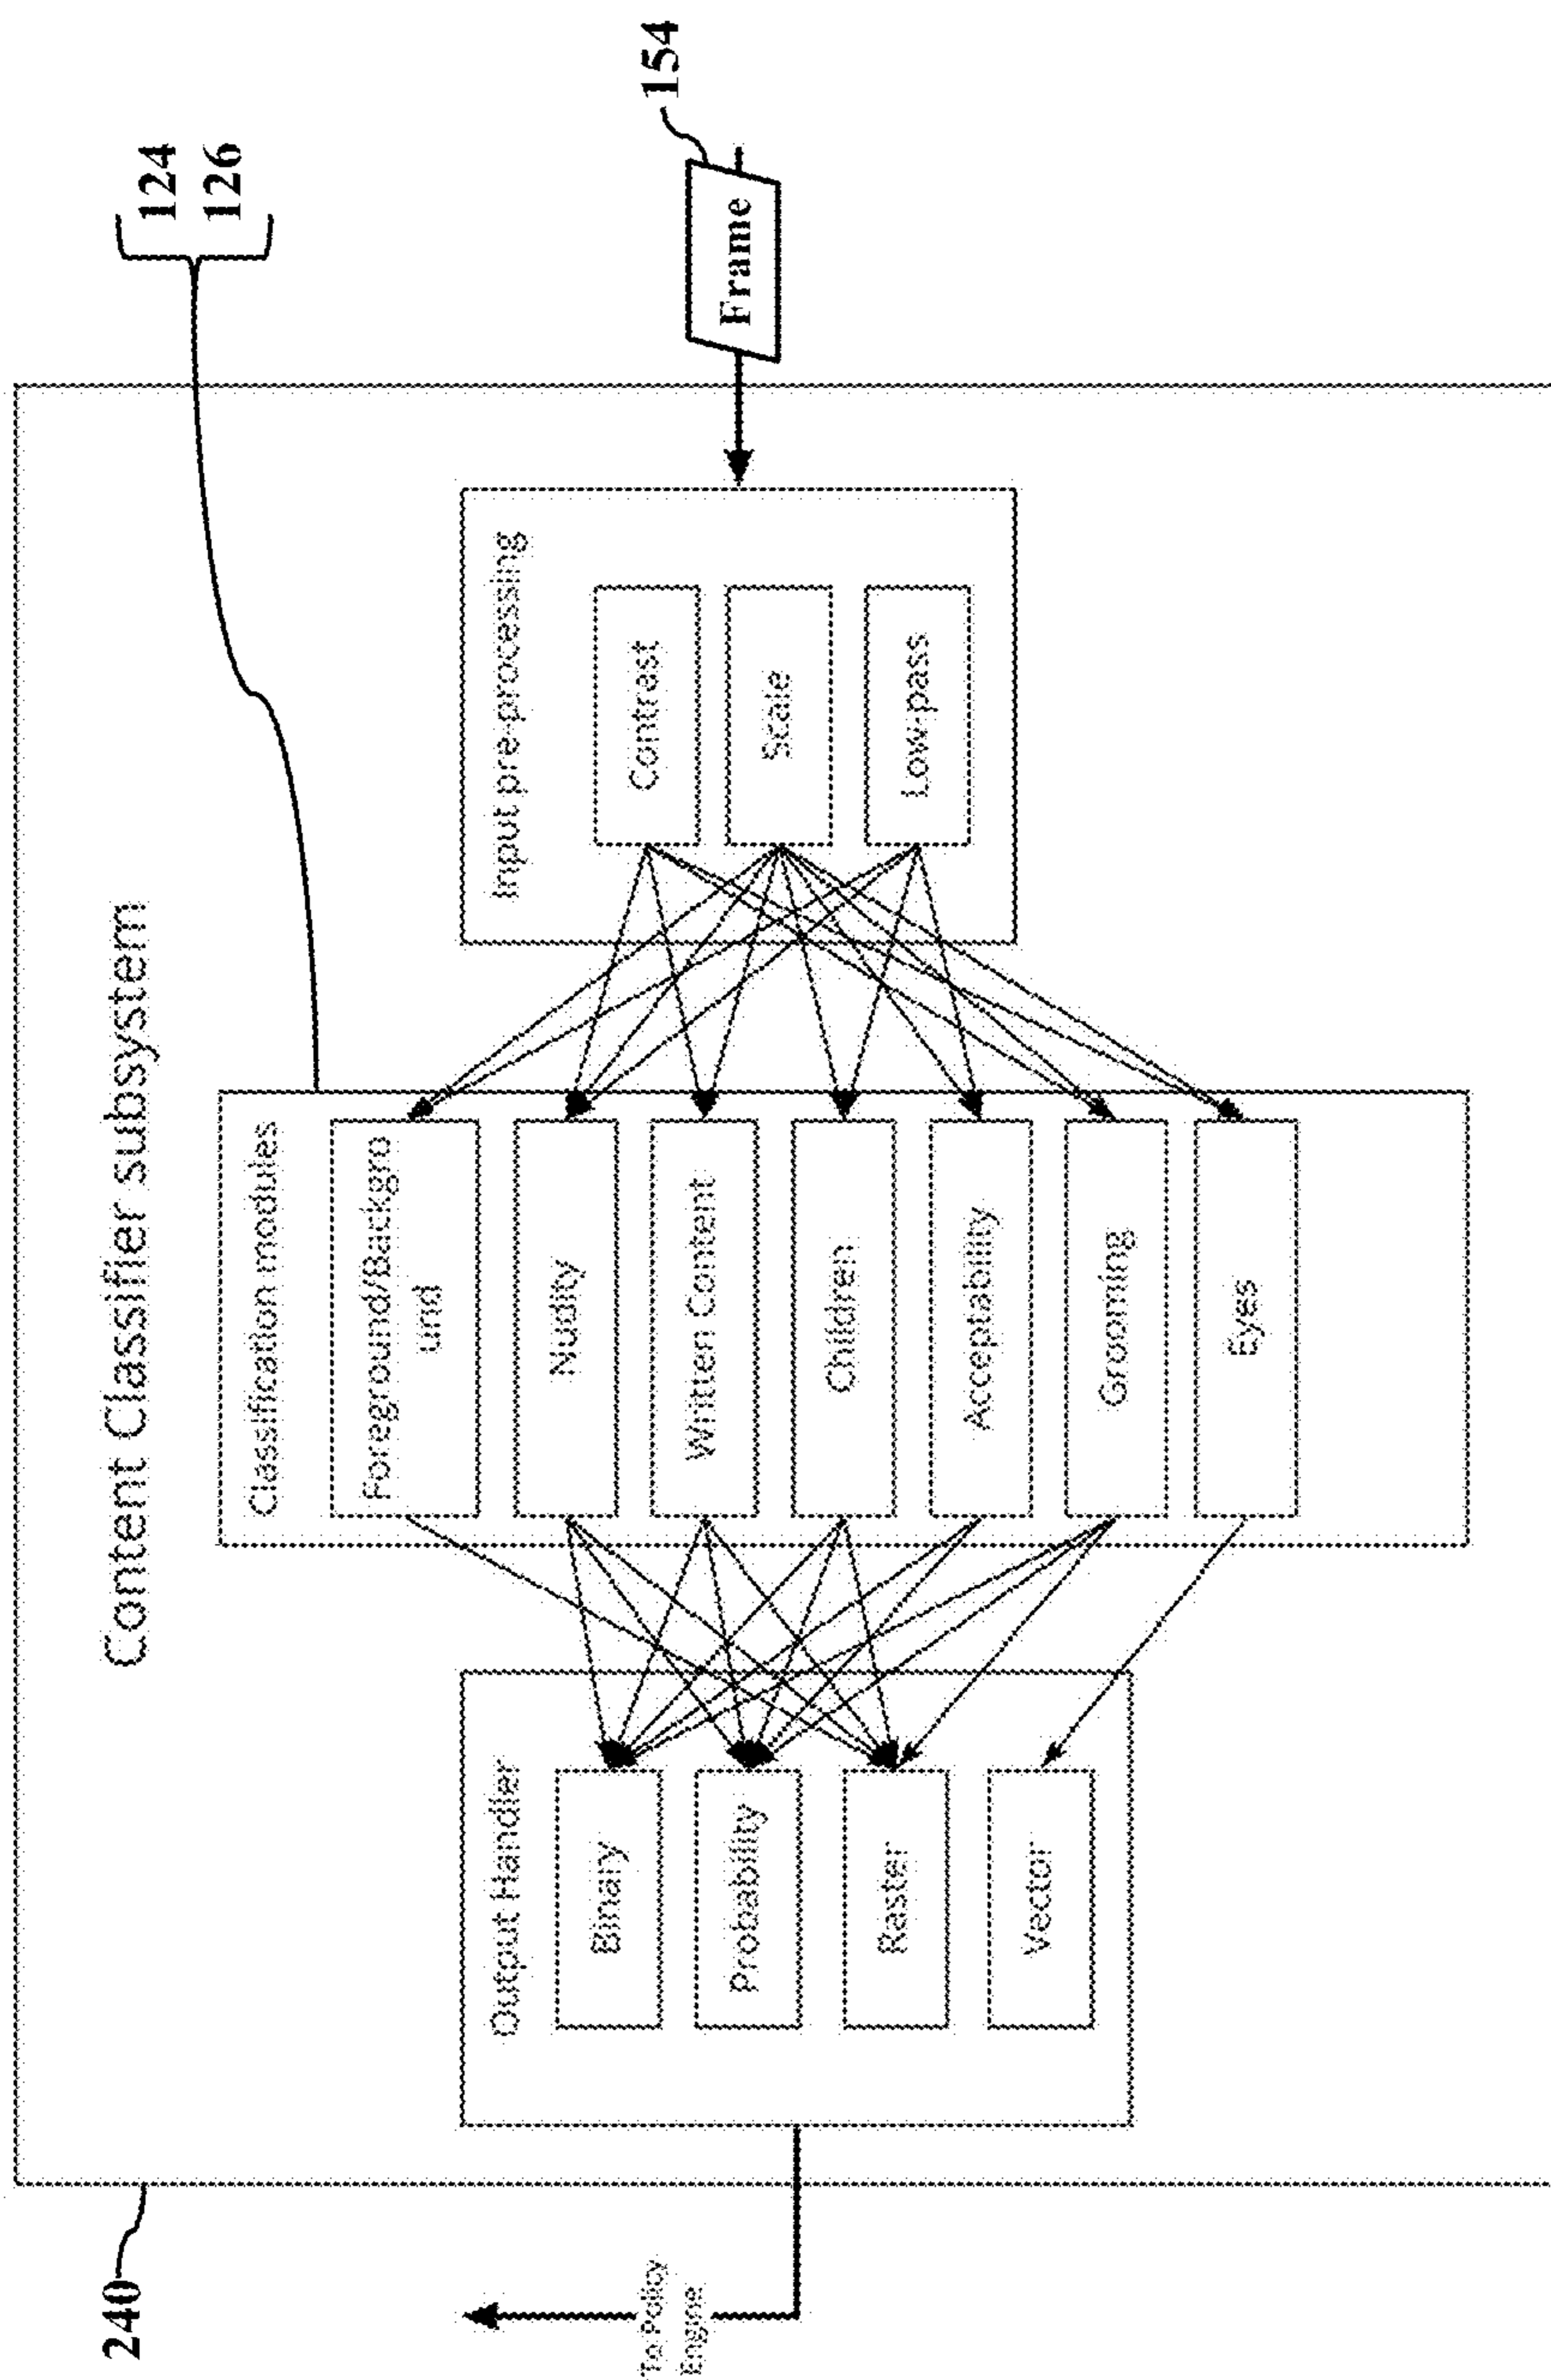 Content Classifier subsystem
240
124
126
154
Frame
To Policy
Engine
Output Handler
Binary
Probability
Raster
Vector
Classification modules
Foreground/Backgro
und
Nudity
Written Content
Children
Acceptability
Grooming
Eyes
Input pre-processing
Contrest
Scale
Low-pass